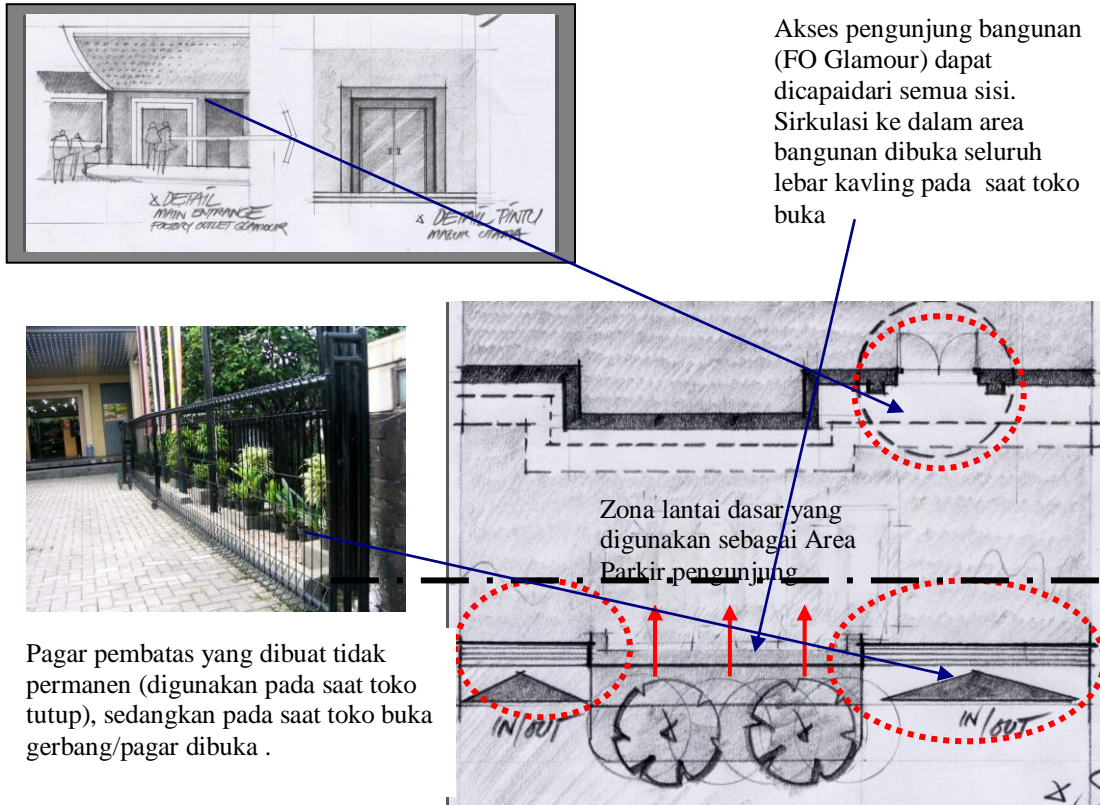 Akses pengunjung bangunan
(FO Glamour) dapat
dicapaidari semua sisi.
Sirkulasi ke dalam area
bangunan dibuka seluruh
lebar kavling pada saat toko
buka
DETAIL
MAIN ENTRANCE
FACTORY OUTLET GLAMOUR
DETAIL PINTU
MASUK UTAMA
Zona lantai dasar yang
digunakan sebagai Area
Parkir pengunjung
Pagar pembatas yang dibuat tidak
permanen (digunakan pada saat toko
tutup), sedangkan pada saat toko buka
gerbang/pagar dibuka .
IN/OUT
IN/OUT